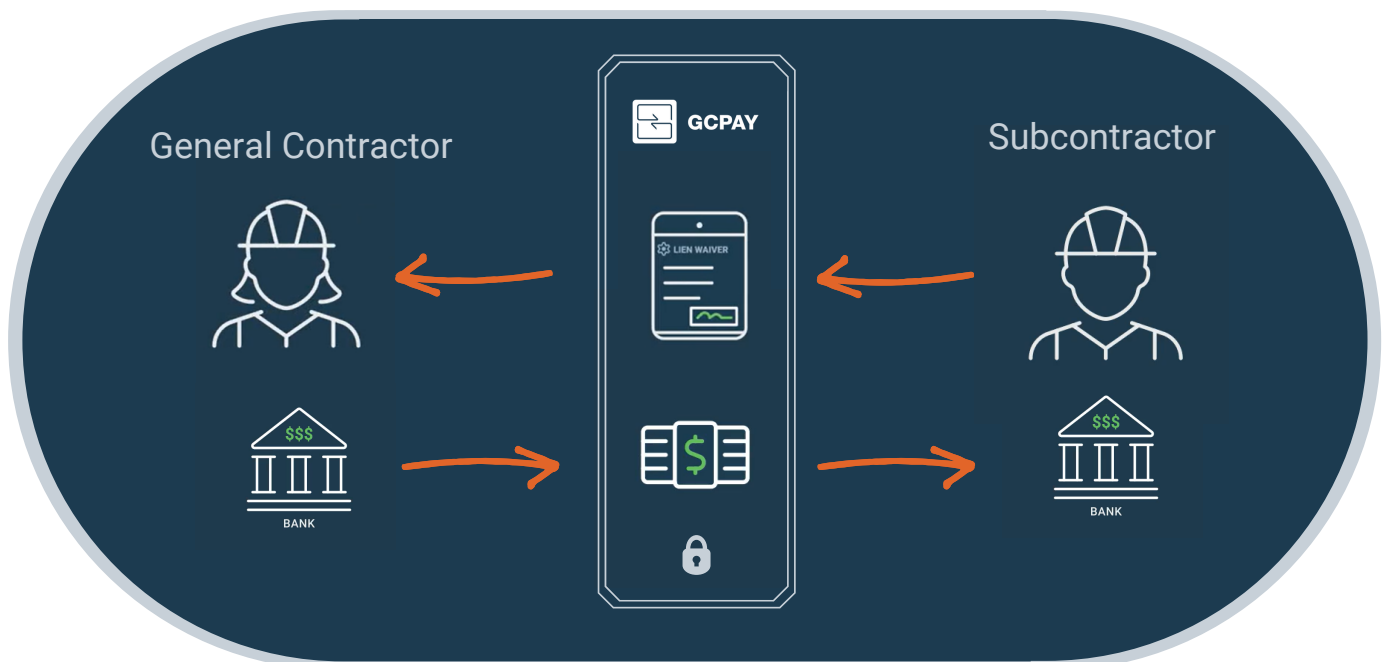 GCPAY
General Contractor
Subcontractor
LIEN WAIVER
$$$
BANK
$
$$$
BANK